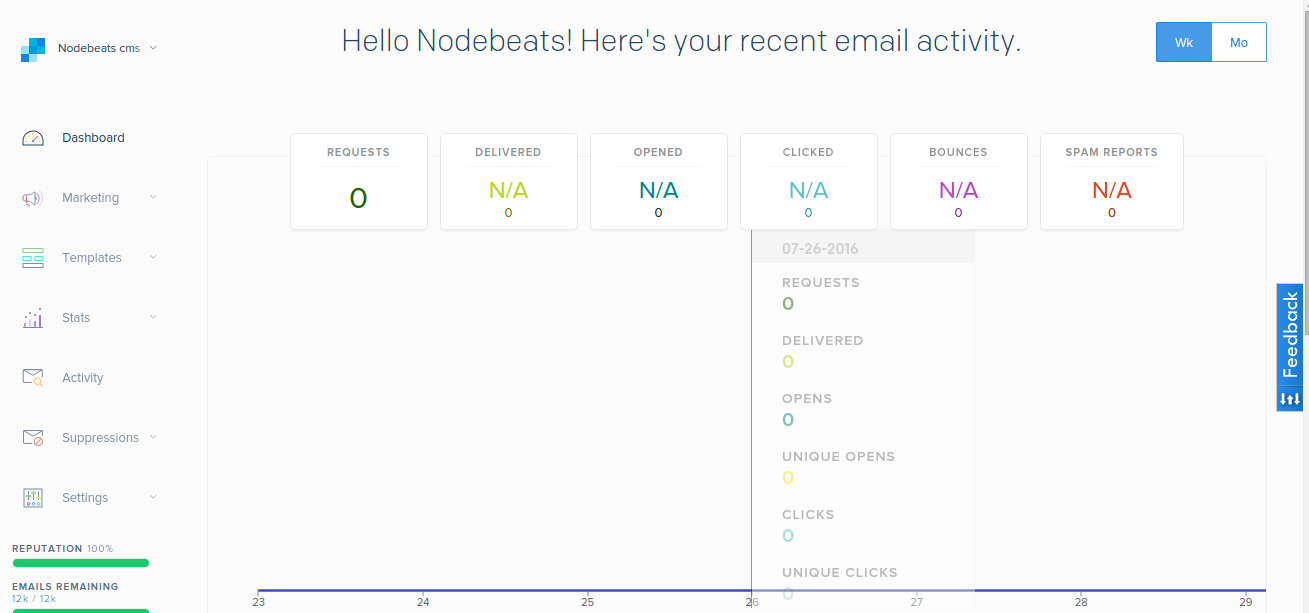 Nodebeats cms
Hello Nodebeats! Here's your recent email activity.
Wk Mo
Dashboard
Marketing
Templates
Stats
Activity
Suppressions
Settings
REPUTATION 100%
EMAILS REMAINING
12k / 12k
REQUESTS
0
DELIVERED
N/A
0
OPENED
N/A
0
CLICKED
N/A
0
BOUNCES
N/A
0
SPAM REPORTS
N/A
0
07-26-2016
REQUESTS
0
DELIVERED
0
OPENS
0
UNIQUE OPENS
0
CLICKS
0
UNIQUE CLICKS
0
23 24 25 26 27 28 29
Feedback